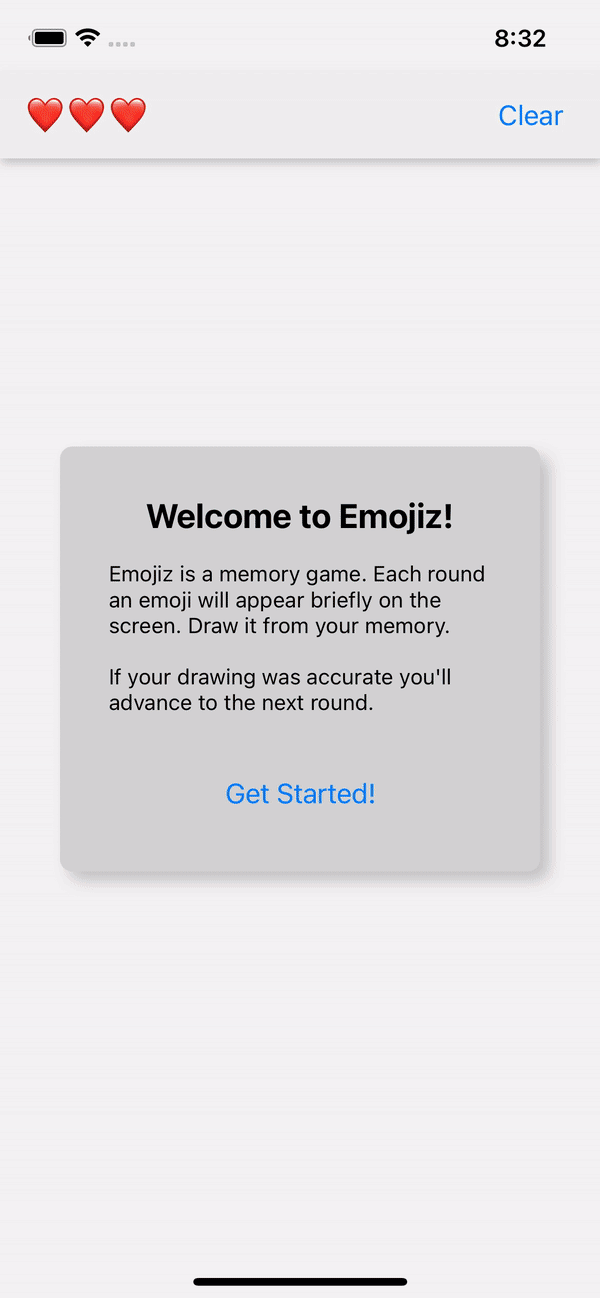 8:32
❤️❤️❤️ Clear
Welcome to Emojiz!
Emojiz is a memory game. Each round
an emoji will appear briefly on the
screen. Draw it from your memory.
If your drawing was accurate you'll
advance to the next round.
Get Started!